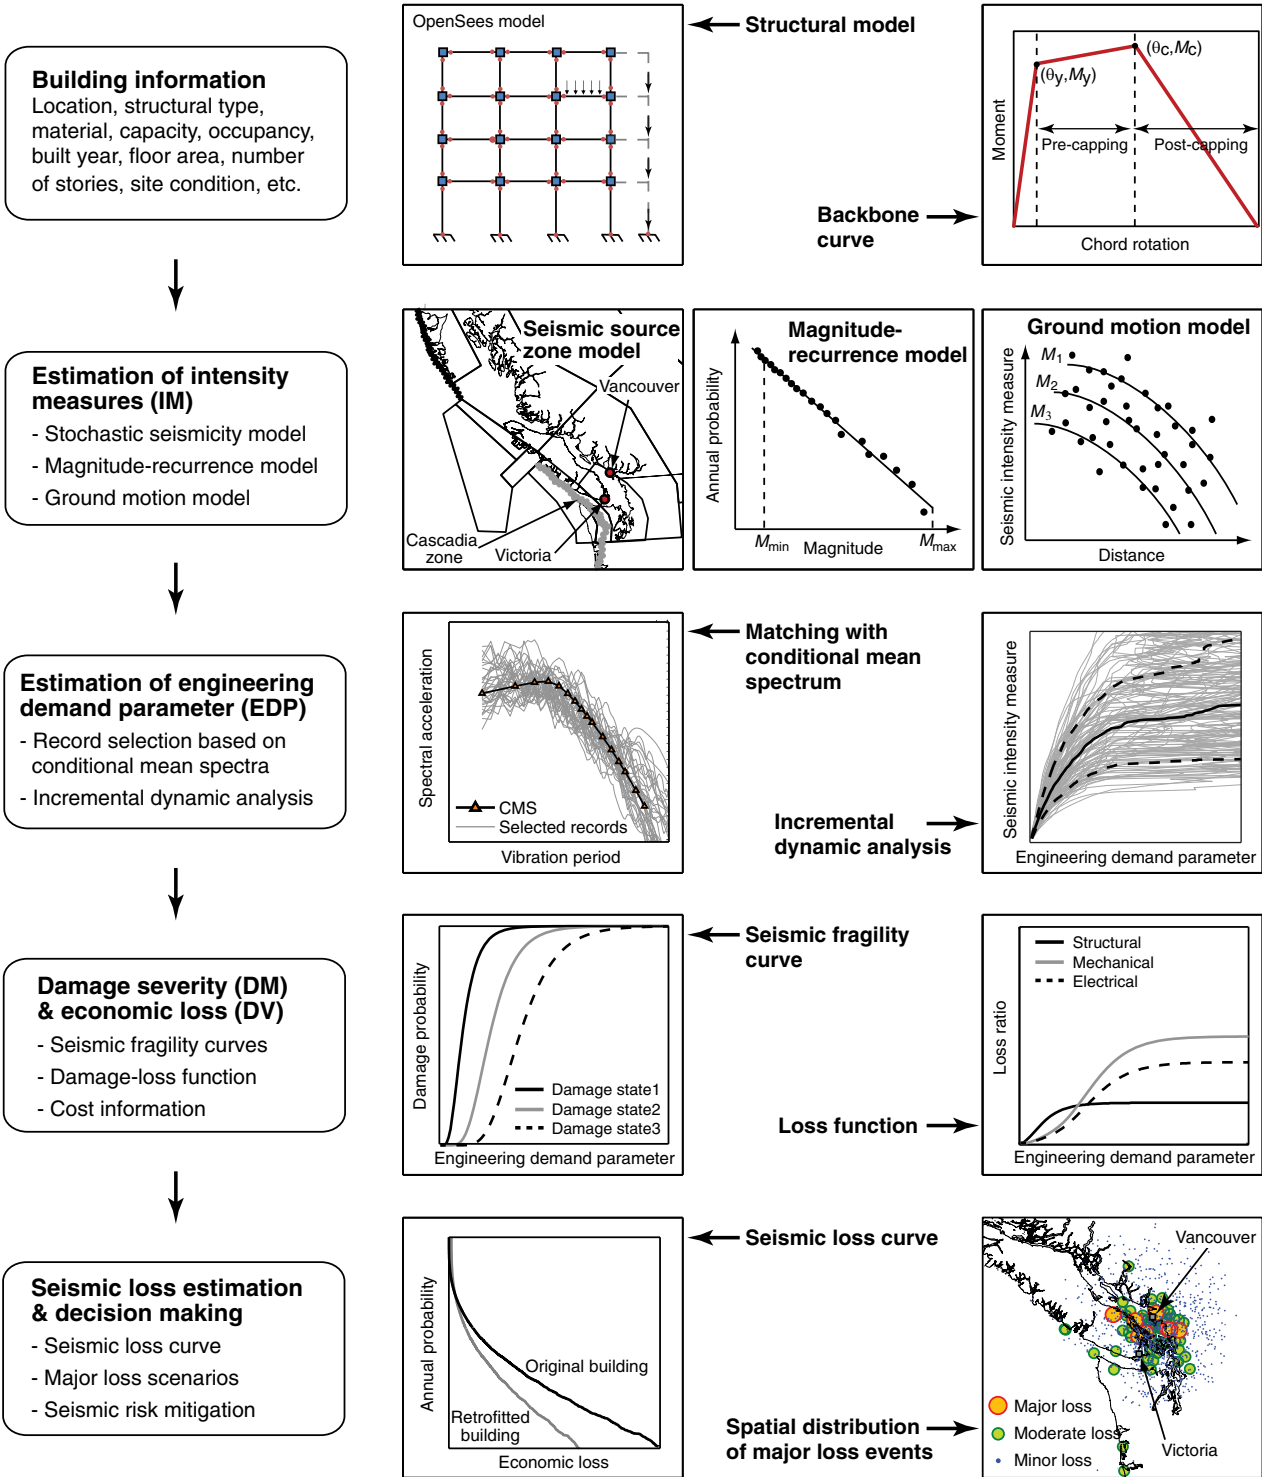 Building information
Location, structural type,
material, capacity, occupancy,
built year, floor area, number
of stories, site condition, etc.
OpenSees model
Structural model
Backbone
curve
(θy,My)
(θc,Mc)
Pre-capping
Post-capping
Moment
Chord rotation
Estimation of intensity
measures (IM)
- Stochastic seismicity model
- Magnitude-recurrence model
- Ground motion model
Seismic source
zone model
Vancouver
Cascadia
zone
Victoria
Magnitude-
recurrence model
Annual probability
Mmin
Magnitude
Mmax
Ground motion model
M1
M2
M3
Seismic intensity measure
Distance
Estimation of engineering
demand parameter (EDP)
- Record selection based on
conditional mean spectra
- Incremental dynamic analysis
Spectral acceleration
CMS
Selected records
Vibration period
Matching with
conditional mean
spectrum
Incremental
dynamic analysis
Seismic intensity measure
Engineering demand parameter
Damage severity (DM)
& economic loss (DV)
- Seismic fragility curves
- Damage-loss function
- Cost information
Damage probability
Damage state1
Damage state2
Damage state3
Engineering demand parameter
Seismic fragility
curve
Loss function
Structural
Mechanical
Electrical
Loss ratio
Engineering demand parameter
Seismic loss estimation
& decision making
- Seismic loss curve
- Major loss scenarios
- Seismic risk mitigation
Annual probability
Original building
Retrofitted
building
Economic loss
Seismic loss curve
Spatial distribution
of major loss events
Vancouver
Major loss
Moderate loss
Minor loss
Victoria